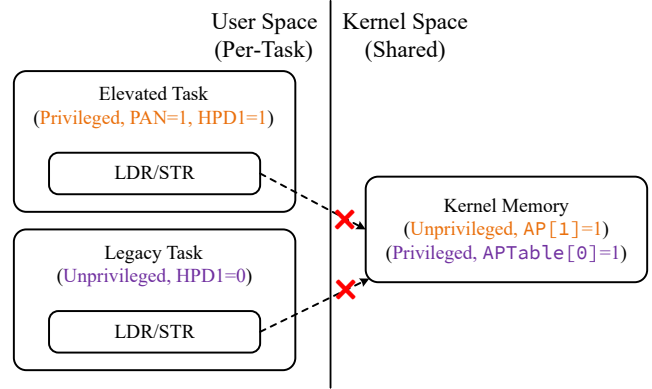 User Space
(Per-Task)
Kernel Space
(Shared)
Elevated Task
(Privileged, PAN=1, HPD1=1)
LDR/STR
Legacy Task
(Unprivileged, HPD1=0)
LDR/STR
Kernel Memory
(Unprivileged, AP[1]=1)
(Privileged, APTable[0]=1)